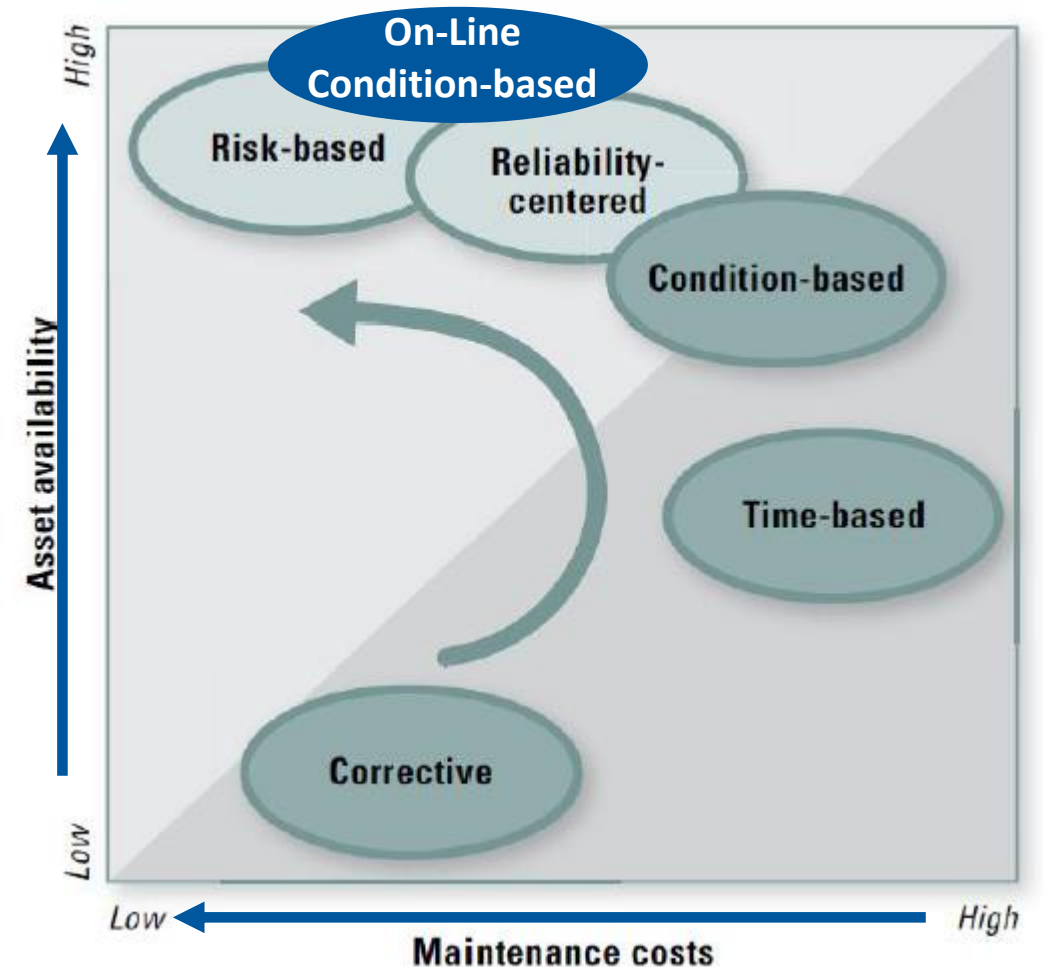 High
On-Line
Condition-based
Risk-based
Reliability-
centered
Condition-based
Asset availability
Time-based
Corrective
Low
Low
High
Maintenance costs